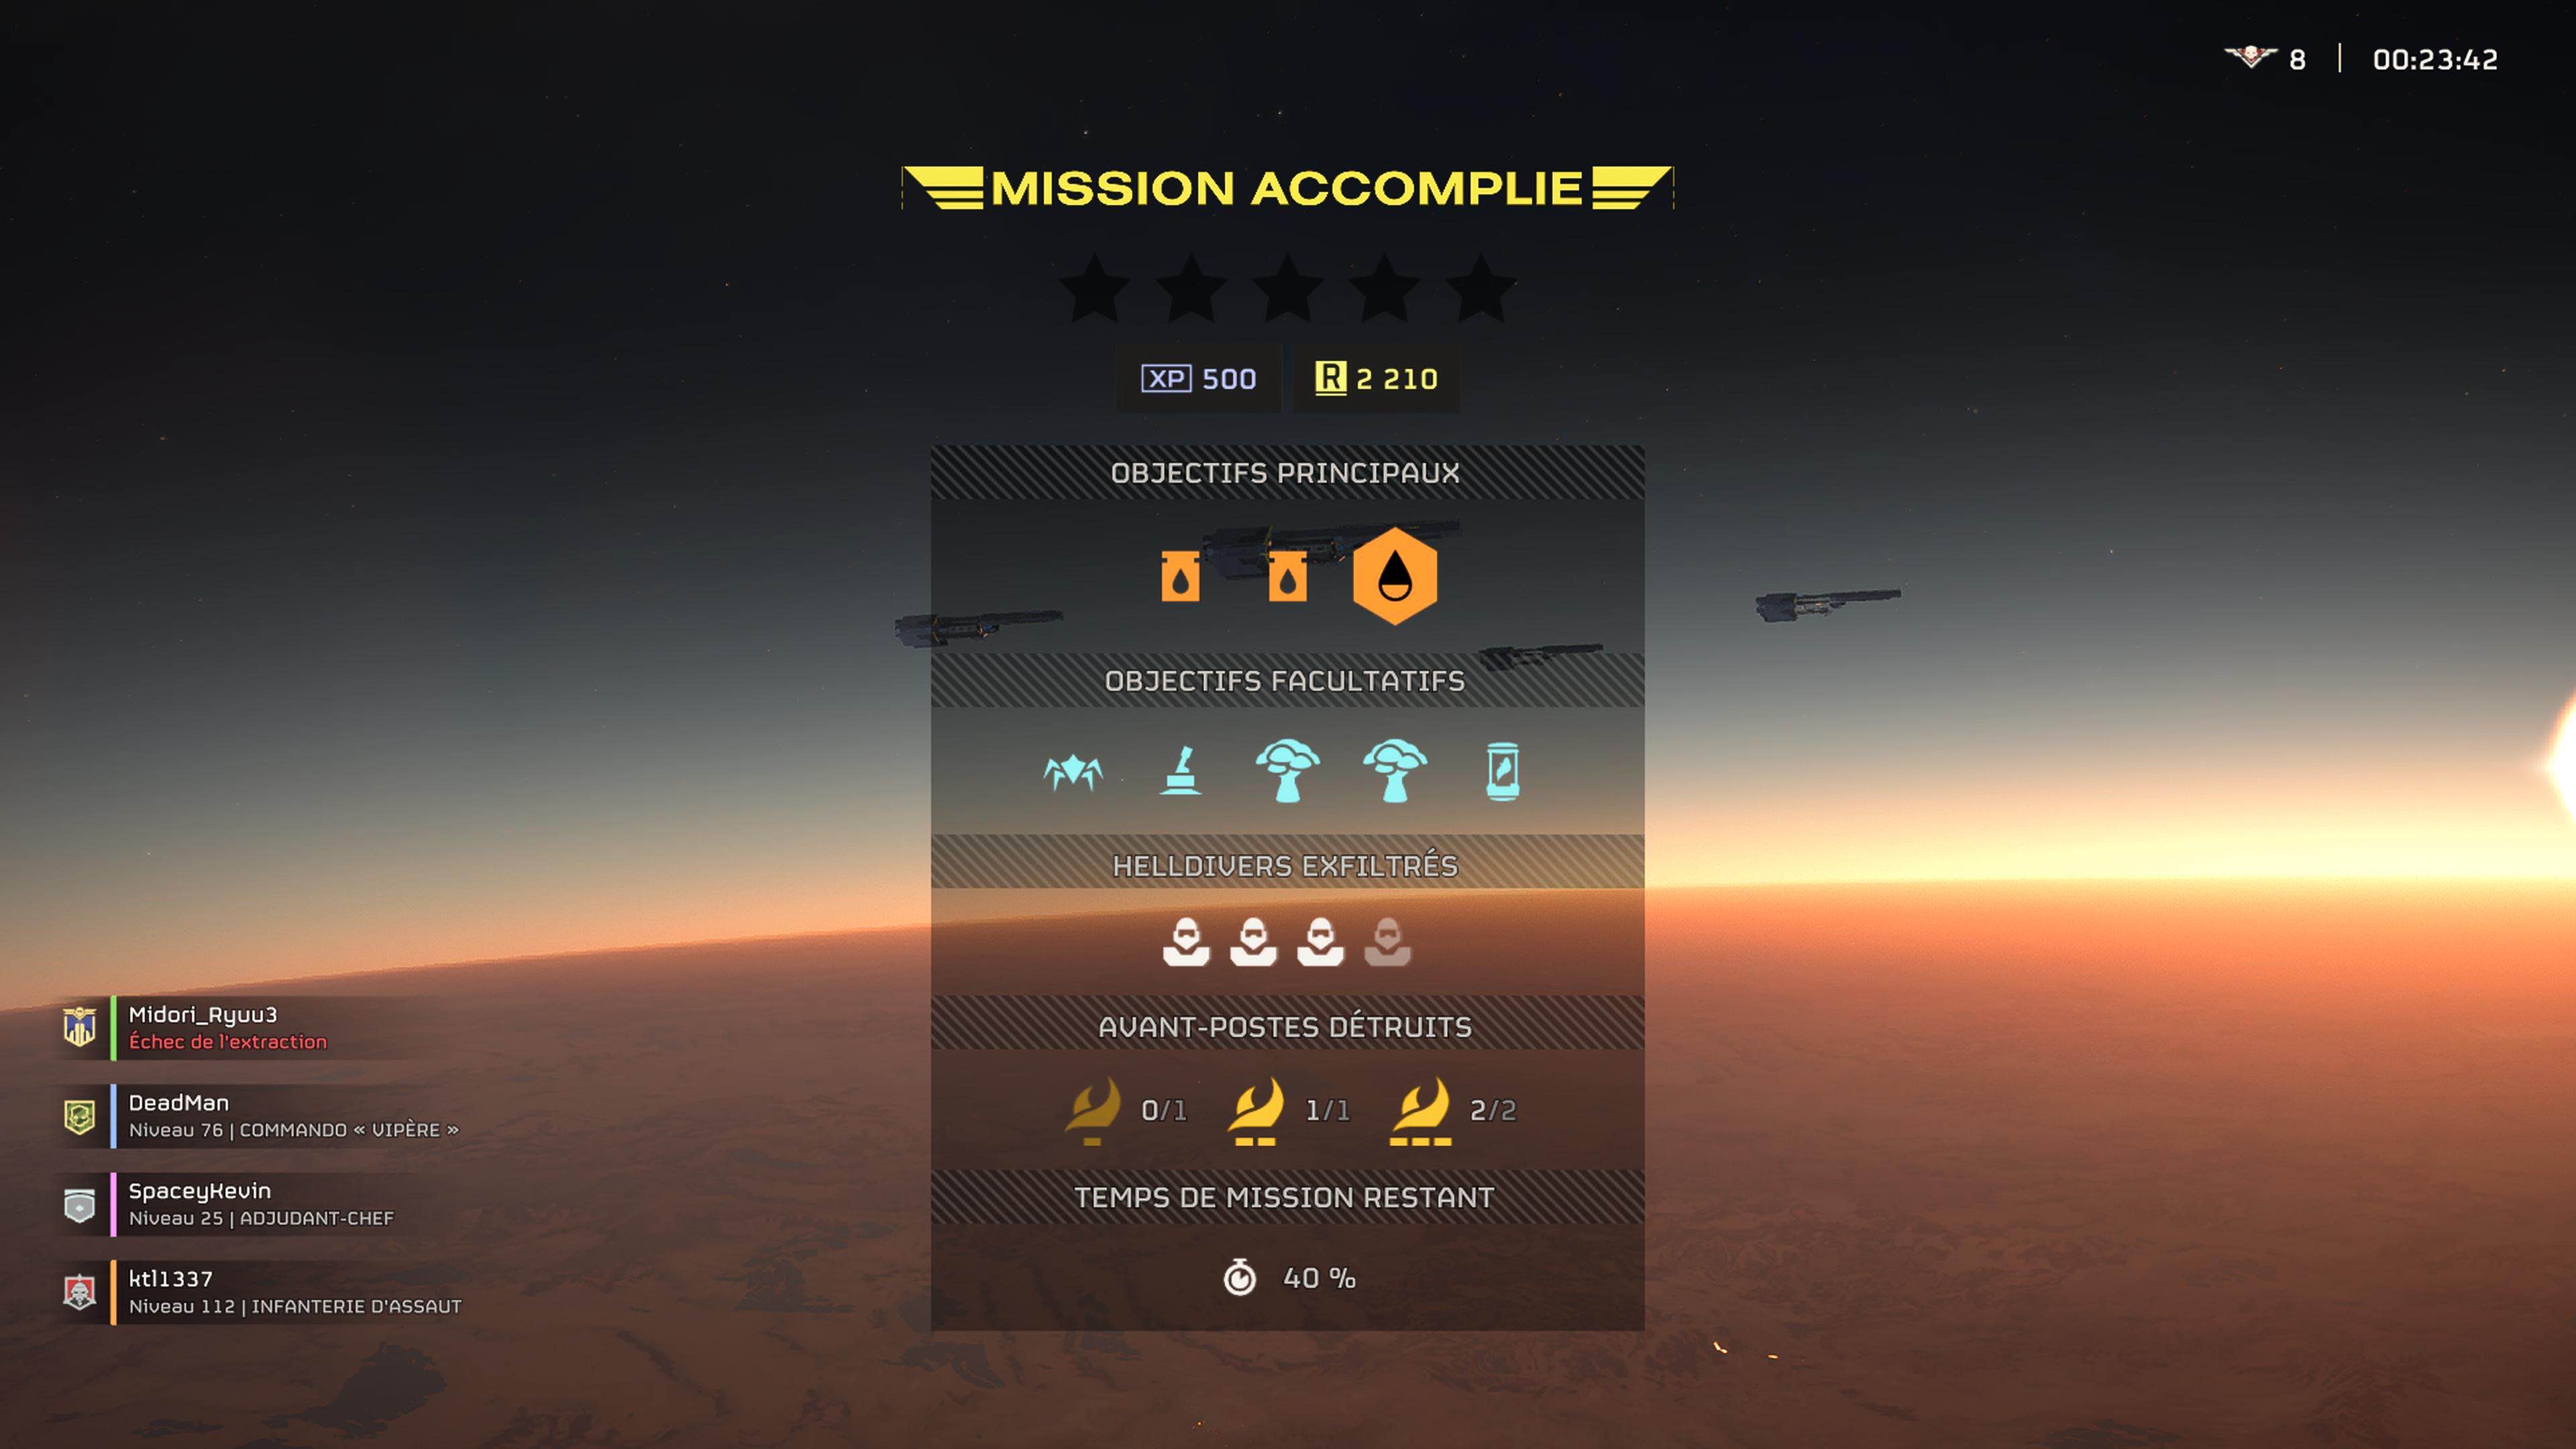 8 | 00:23:42
MISSION ACCOMPLIE
XP 500 R 2 210
OBJECTIFS PRINCIPAUX
OBJECTIFS FACULTATIFS
HELLDIVERS EXFILTRÉS
AVANT-POSTES DÉTRUITS
0/1 1/1 2/2
TEMPS DE MISSION RESTANT
40 %
Midori_Ryuu3
Échec de l'extraction
DeadMan
Niveau 76 | COMMANDO « VIPÈRE »
SpaceyKevin
Niveau 25 | ADJUDANT-CHEF
ktl1337
Niveau 112 | INFANTERIE D'ASSAUT